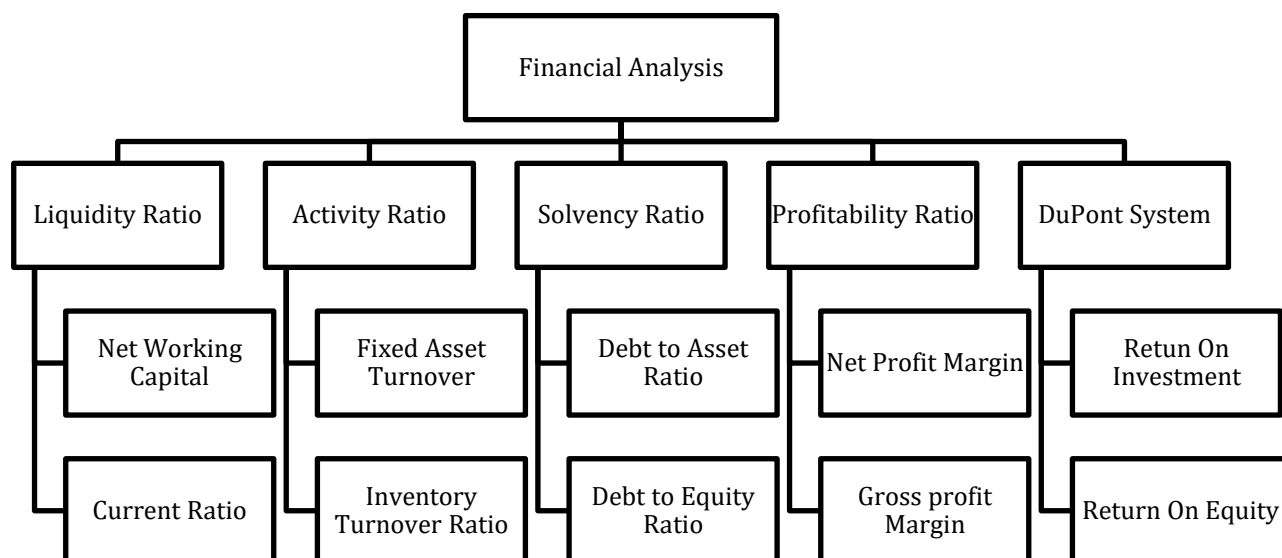 Financial Analysis
Liquidity Ratio
Activity Ratio
Solvency Ratio
Profitability Ratio
DuPont System
Net Working
Capital
Fixed Asset
Turnover
Debt to Asset
Ratio
Net Profit Margin
Retun On
Investment
Current Ratio
Inventory
Turnover Ratio
Debt to Equity
Ratio
Gross profit
Margin
Return On Equity